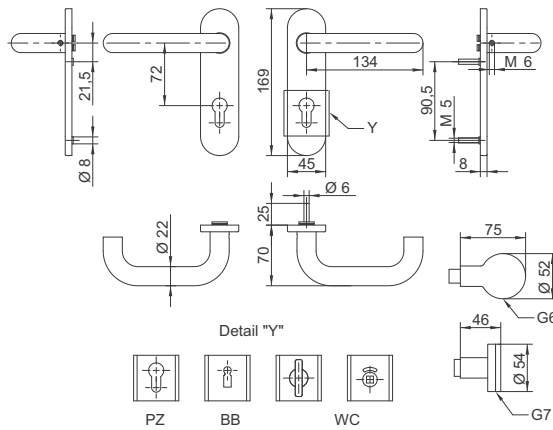 21,5
Ø 8
72
169
134
45
Y
90,5
M 5
M 6
8
Ø 22
25
70
Ø 6
75
Ø 52
G6
46
Ø 54
G7
Detail "Y"
PZ BB WC